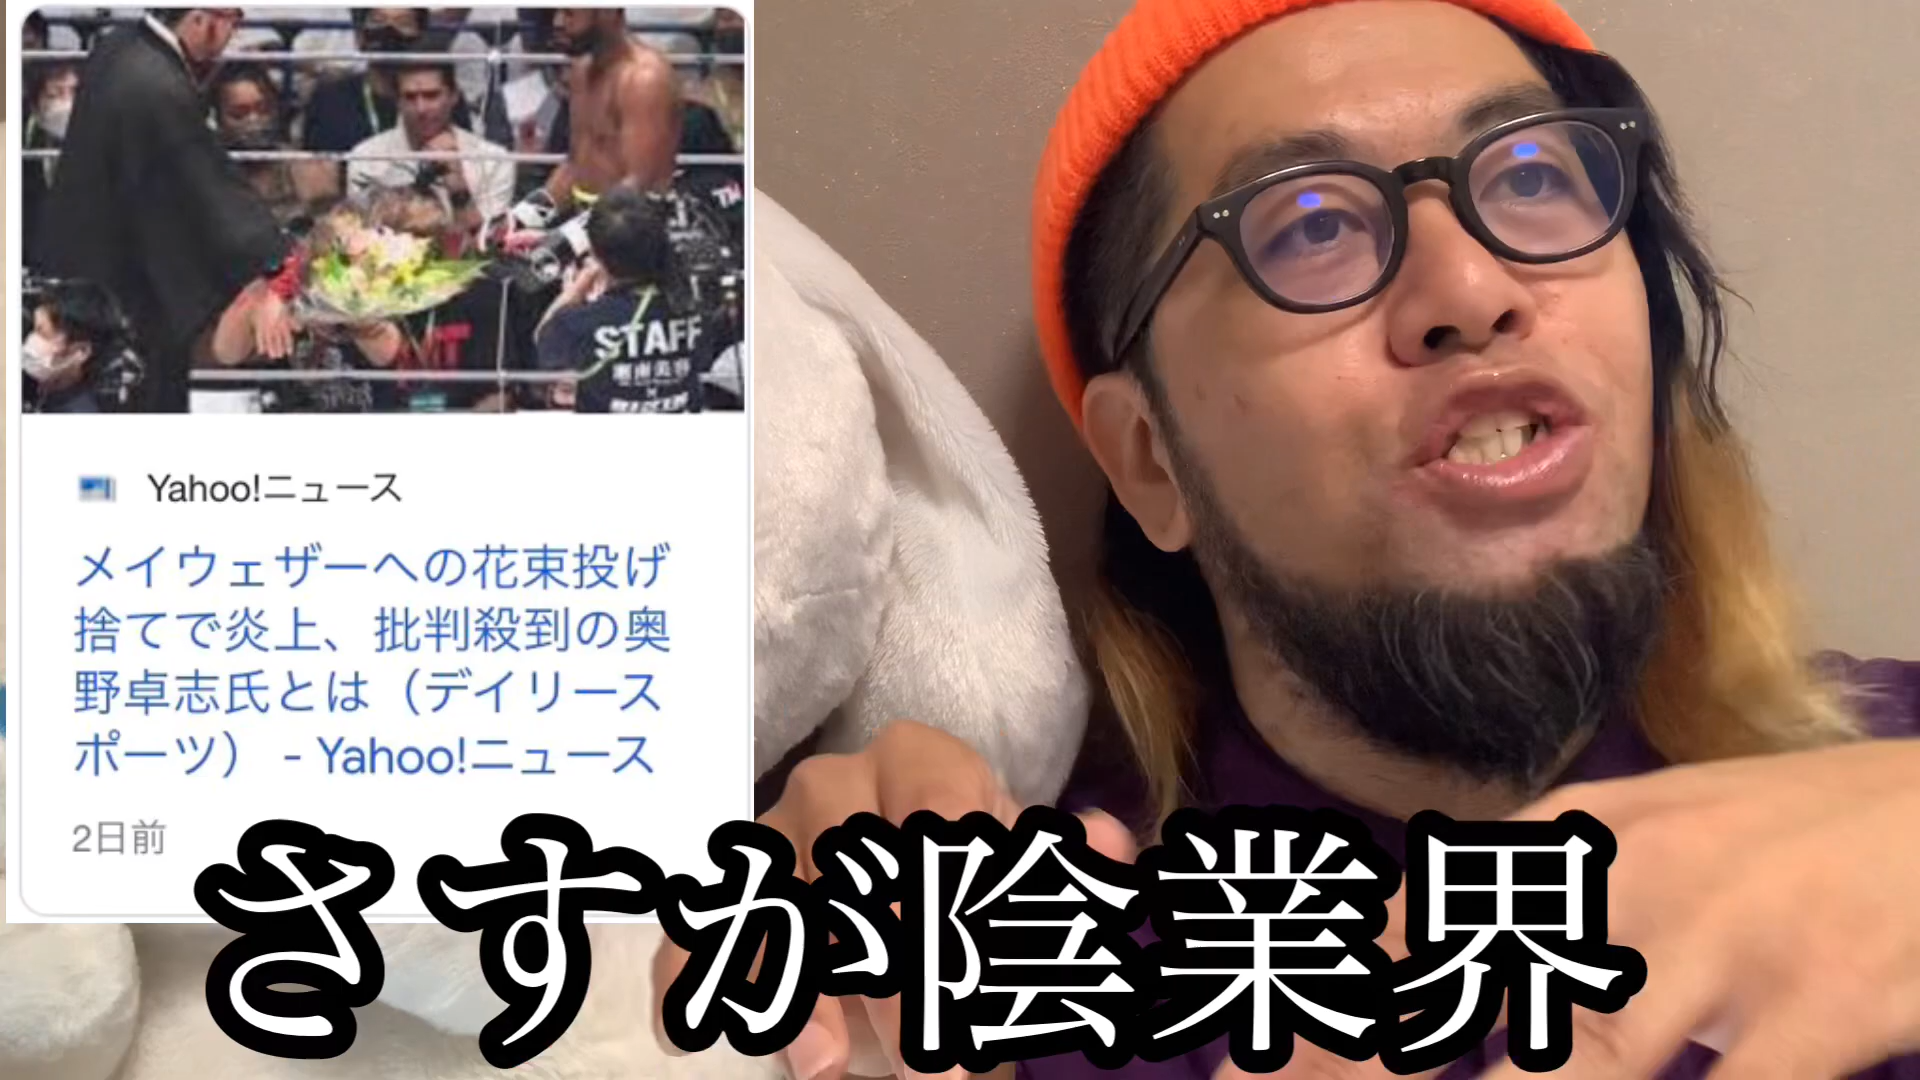 STAFF
Yahoo!ニュース
メイウェザーへの花束投げ
捨てで炎上、批判殺到の奥
野卓志氏とは（デイリース
ポーツ） - Yahoo!ニュース
2日前
さすが陰業界